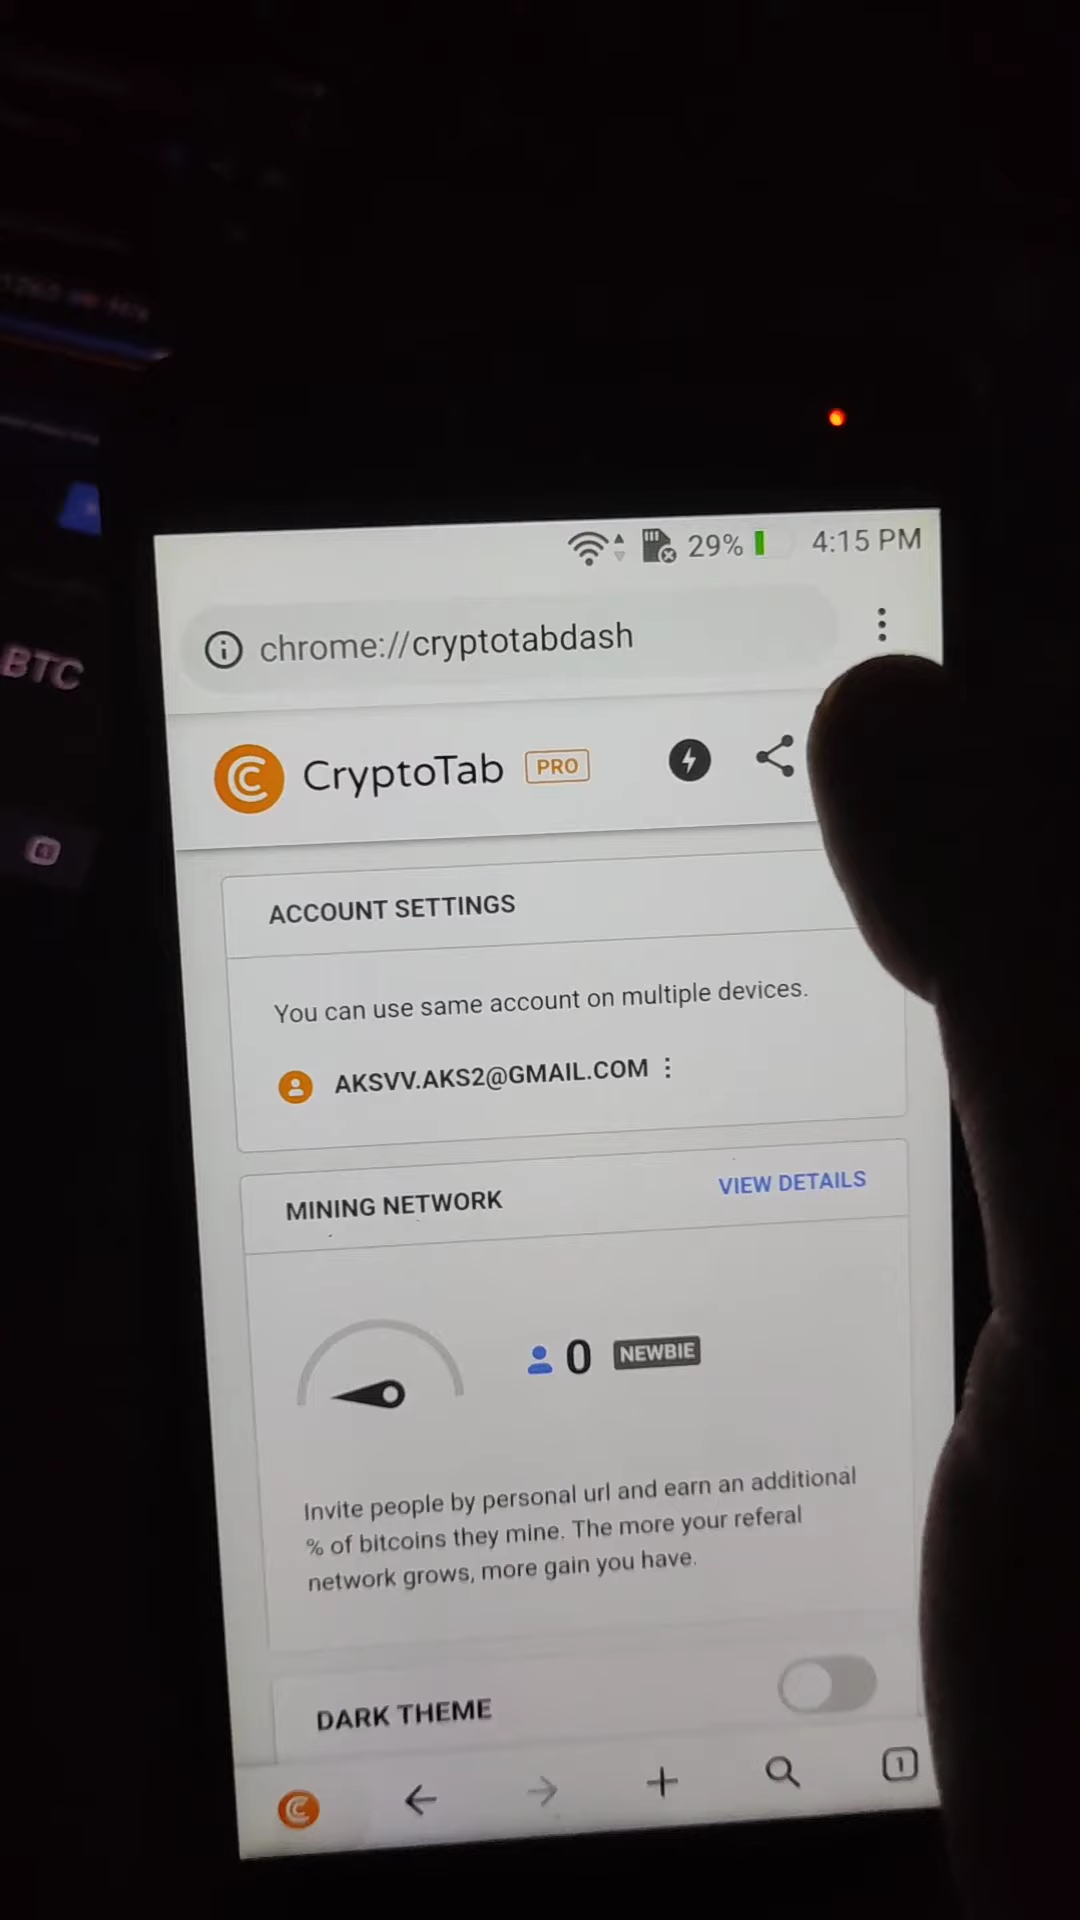 29% 4:15 PM
chrome://cryptotabdash
BTC
CryptoTab PRO
ACCOUNT SETTINGS
You can use same account on multiple devices.
AKSVV.AKS2@GMAIL.COM
MINING NETWORK VIEW DETAILS
0 NEWBIE
Invite people by personal url and earn an additional
% of bitcoins they mine. The more your referal
network grows, more gain you have.
DARK THEME
1